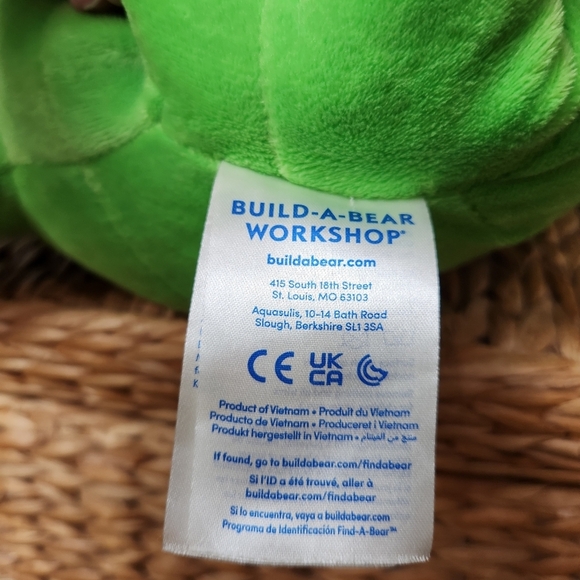 BUILD-A-BEAR
WORKSHOP®
buildabear.com
415 South 18th Street
St. Louis, MO 63103
Aquasulis, 10-14 Bath Road
Slough, Berkshire SL1 3SA
CE UK CA
Product of Vietnam • Produit du Vietnam
Producto de Vietnam • Produceret i Vietnam
Produkt hergestellt in Vietnam • منتج من الفيتنام
If found, go to buildabear.com/findabear
Si l'ID a été trouvé, aller à
buildabear.com/findabear
Si lo encuentra, vaya a buildabear.com
Programa de Identificación Find-A-Bear™